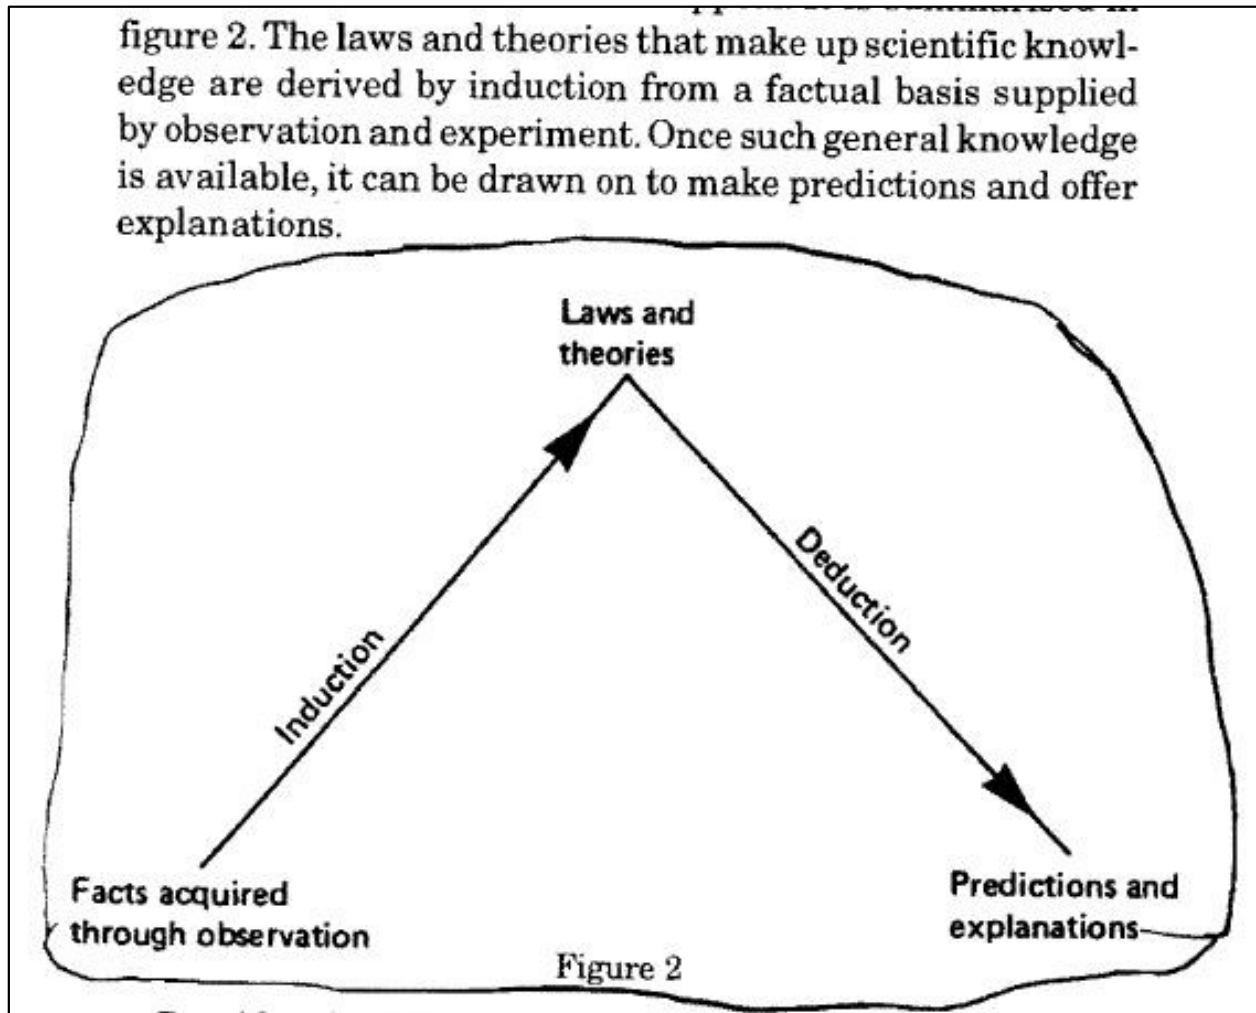 figure 2. The laws and theories that make up scientific knowl-
edge are derived by induction from a factual basis supplied
by observation and experiment. Once such general knowledge
is available, it can be drawn on to make predictions and offer
explanations.
Laws and
theories
Induction
Deduction
Facts acquired
through observation
Predictions and
explanations
Figure 2